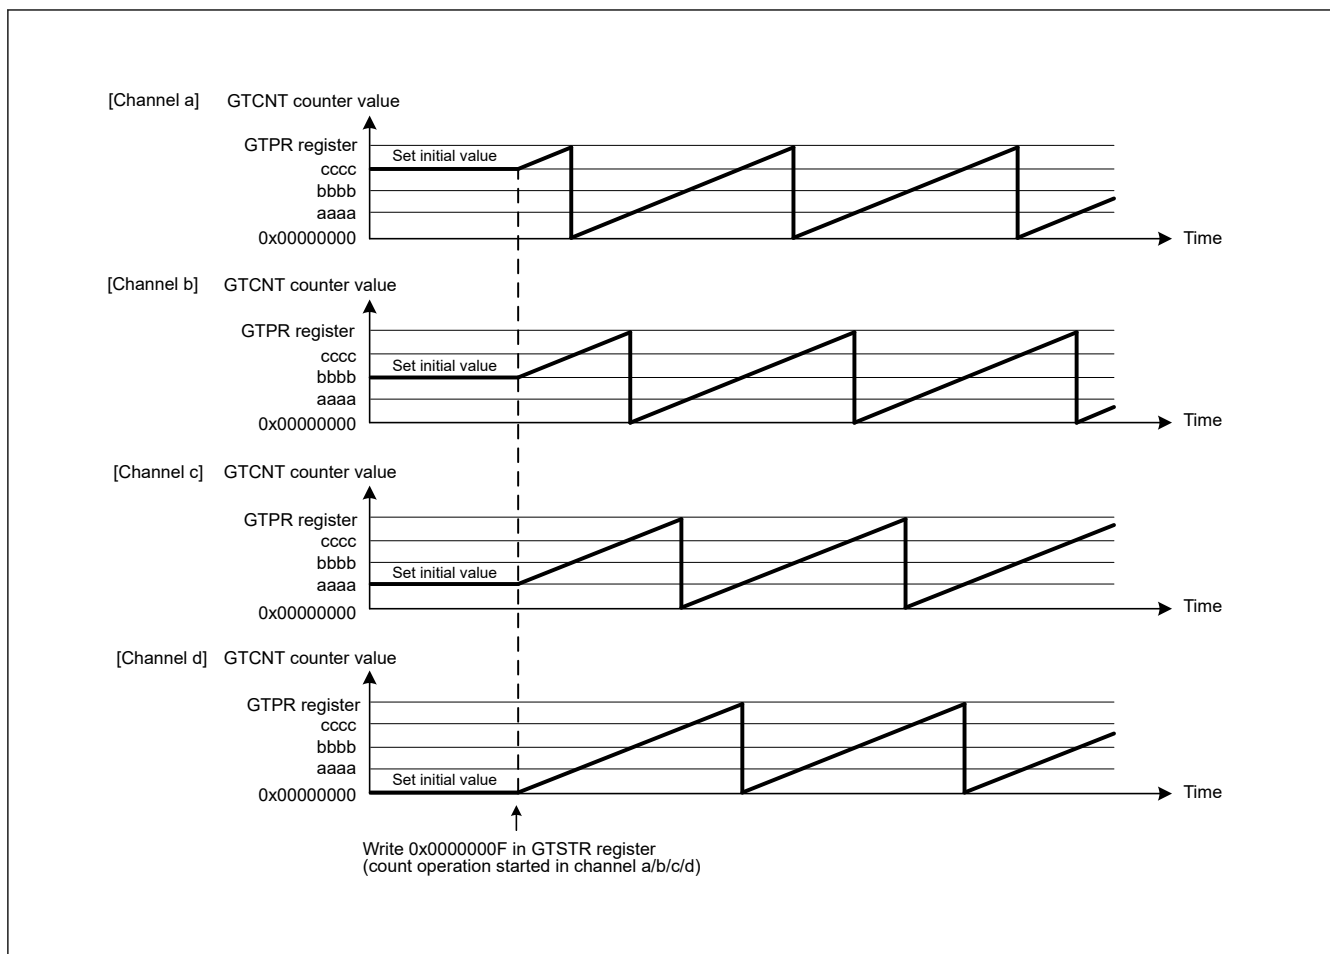 [Channel a] GTCNT counter value
GTPR register
Set initial value
cccc
bbbb
aaaa
0x00000000
Time
[Channel b] GTCNT counter value
GTPR register
cccc
Set initial value
bbbb
aaaa
0x00000000
Time
[Channel c] GTCNT counter value
GTPR register
cccc
bbbb
Set initial value
aaaa
0x00000000
Time
[Channel d] GTCNT counter value
GTPR register
cccc
bbbb
aaaa
Set initial value
0x00000000
Time
Write 0x0000000F in GTSTR register
(count operation started in channel a/b/c/d)